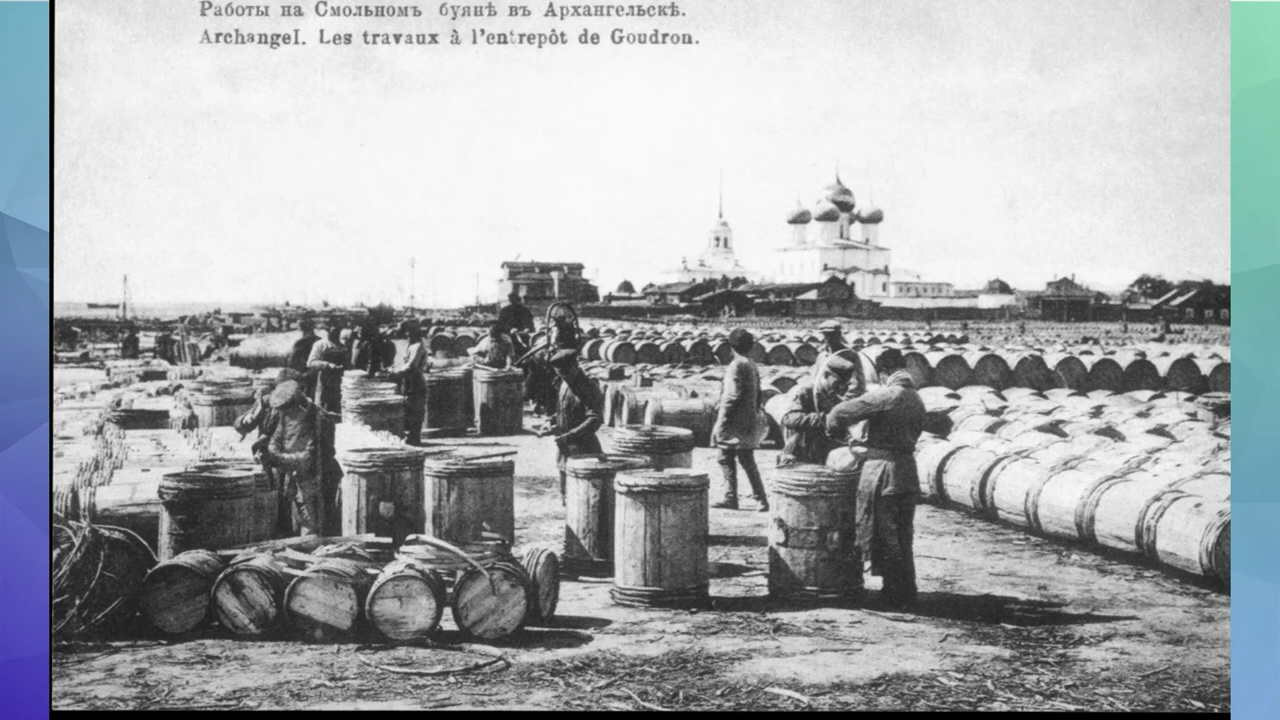 Работы на Смольномъ буянѣ въ Архангельскѣ.
Archangel. Les travaux à l'entrepôt de Goudron.